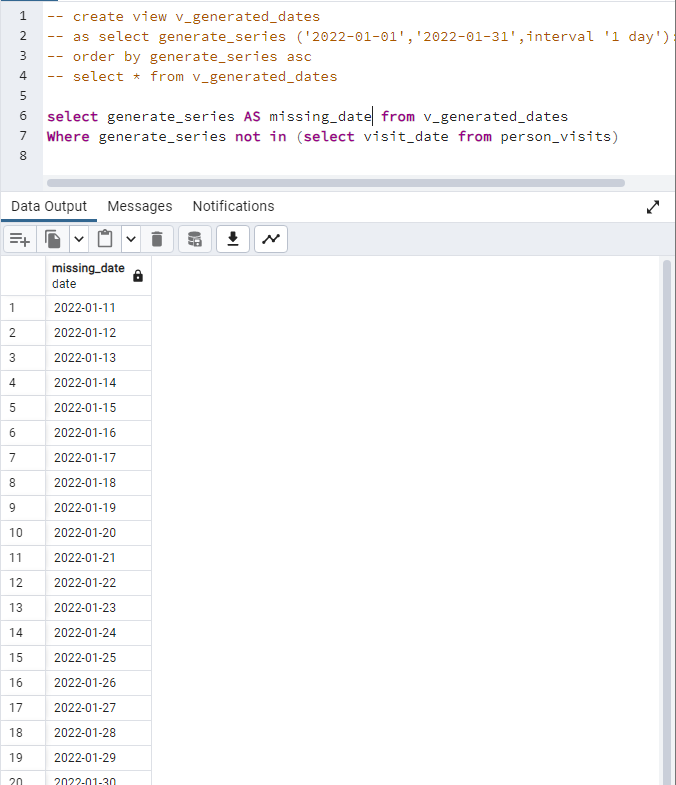 1 -- create view v_generated_dates
2 -- as select generate_series ('2022-01-01','2022-01-31',interval '1 day')
3 -- order by generate_series asc
4 -- select * from v_generated_dates
5
6 select generate_series AS missing_date from v_generated_dates
7 Where generate_series not in (select visit_date from person_visits)
8
Data Output Messages Notifications
missing_date
date
1 2022-01-11
2 2022-01-12
3 2022-01-13
4 2022-01-14
5 2022-01-15
6 2022-01-16
7 2022-01-17
8 2022-01-18
9 2022-01-19
10 2022-01-20
11 2022-01-21
12 2022-01-22
13 2022-01-23
14 2022-01-24
15 2022-01-25
16 2022-01-26
17 2022-01-27
18 2022-01-28
19 2022-01-29
20 2022-01-30